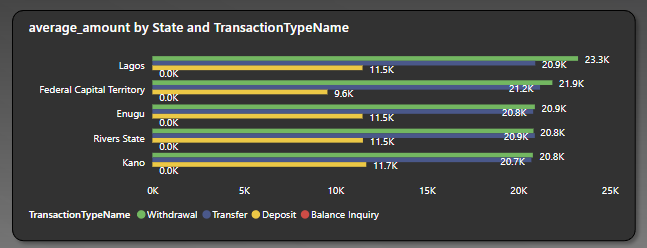 average_amount by State and TransactionTypeName
Lagos 23.3K
20.9K
11.5K
0.0K
Federal Capital Territory 21.9K
21.2K
9.6K
0.0K
Enugu 20.9K
20.8K
11.5K
0.0K
Rivers State 20.8K
20.9K
11.5K
0.0K
Kano 20.8K
20.7K
11.7K
0.0K
0K 5K 10K 15K 20K 25K
TransactionTypeName Withdrawal Transfer Deposit Balance Inquiry